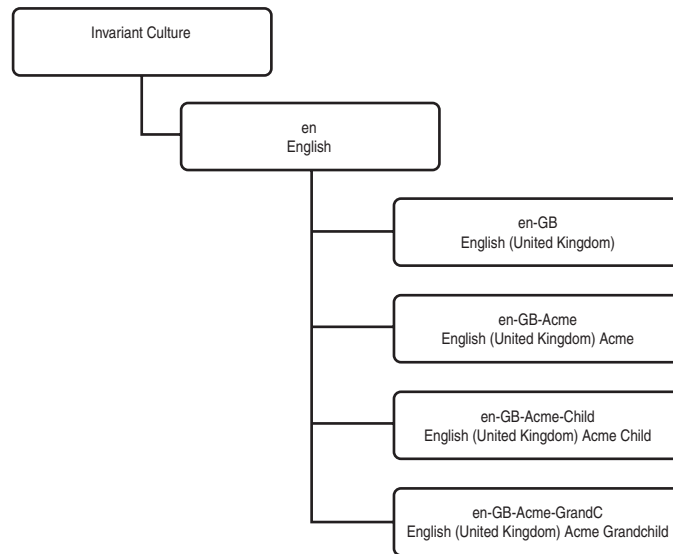 Invariant Culture
en
English
en-GB
English (United Kingdom)
en-GB-Acme
English (United Kingdom) Acme
en-GB-Acme-Child
English (United Kingdom) Acme Child
en-GB-Acme-GrandC
English (United Kingdom) Acme Grandchild